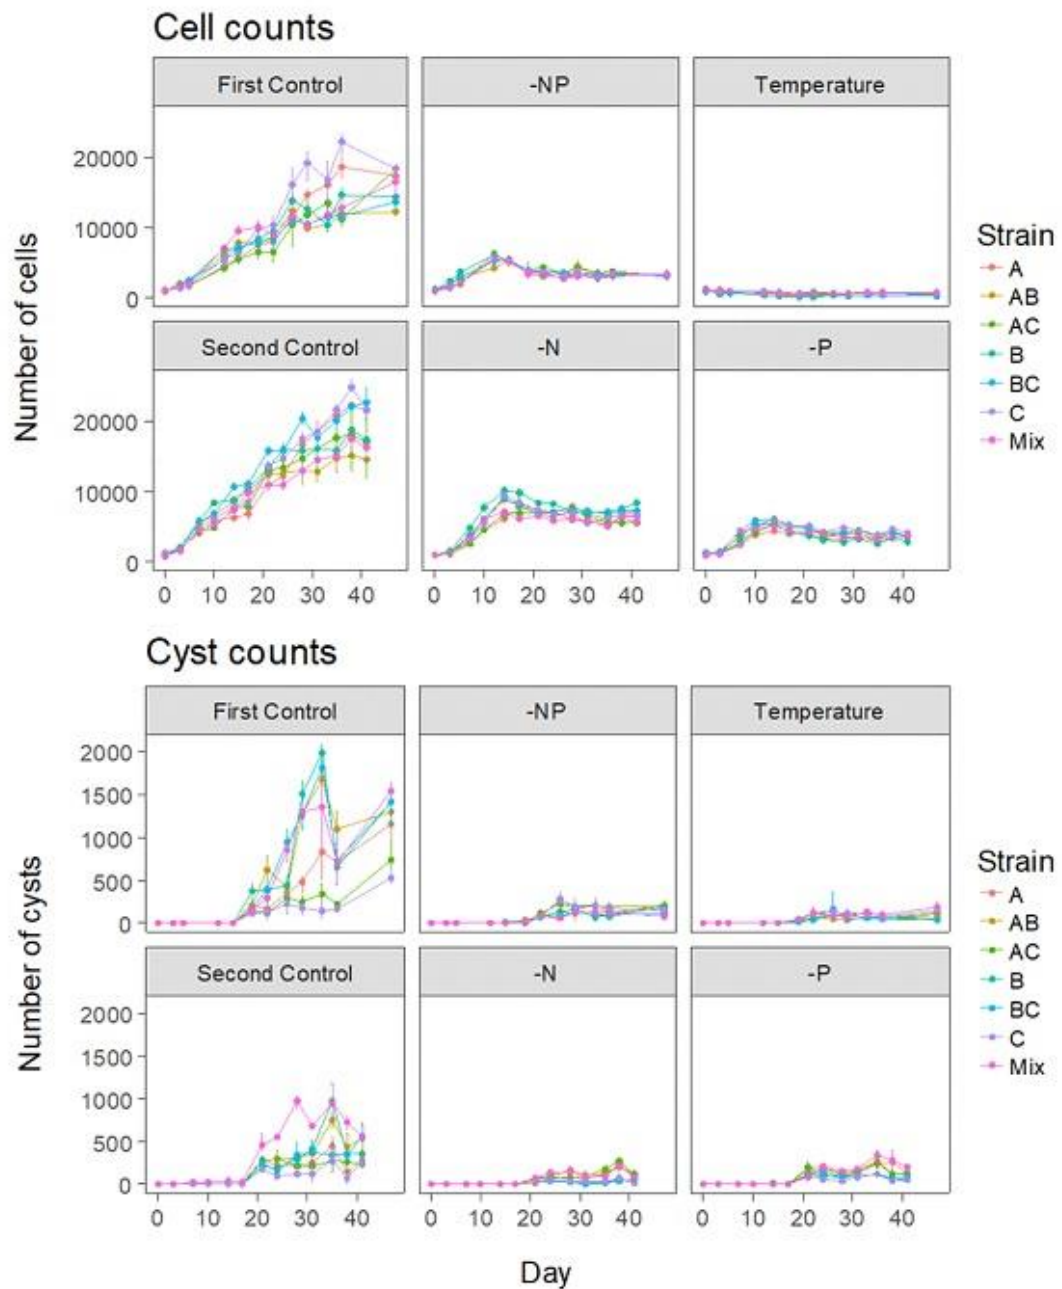 Cell counts
First Control -NP Temperature
20000
10000
0
Second Control -N -P
20000
10000
0
0 10 20 30 40 0 10 20 30 40 0 10 20 30 40
Number of cells
Strain
A
AB
AC
B
BC
C
Mix
Cyst counts
First Control -NP Temperature
2000
1500
1000
500
0
Second Control -N -P
2000
1500
1000
500
0
0 10 20 30 40 0 10 20 30 40 0 10 20 30 40
Number of cysts
Day
Strain
A
AB
AC
B
BC
C
Mix